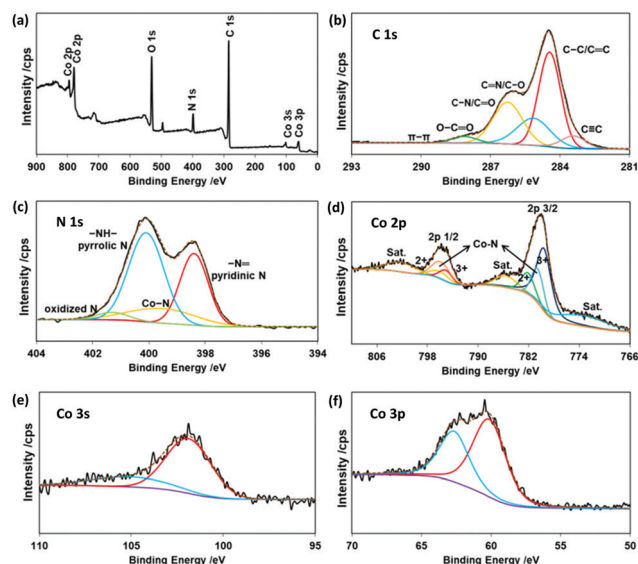 (a)
Co 2p
Co 2p
O 1s
N 1s
C 1s
Co 3s
Co 3p
Intensity /cps
900 800 700 600 500 400 300 200 100 0
Binding Energy /eV
(b)
C 1s
C−C/C=C
C=N/C−O
C−N/C=O
O−C=O
π−π
C≡C
Intensity /cps
293 290 287 284 281
Binding Energy /eV
(c)
N 1s
−NH−
pyrrolic N
−N=
pyridinic N
oxidized N
Co−N
Intensity /cps
404 402 400 398 396 394
Binding Energy /eV
(d)
Co 2p
2p 3/2
2p 1/2
Co-N
Sat.
2+
3+
Sat.
2+
3+
Sat.
Intensity /cps
806 798 790 782 774 766
Binding Energy /eV
(e)
Co 3s
Intensity /cps
110 105 100 95
Binding Energy /eV
(f)
Co 3p
Intensity /cps
70 65 60 55 50
Binding Energy /eV